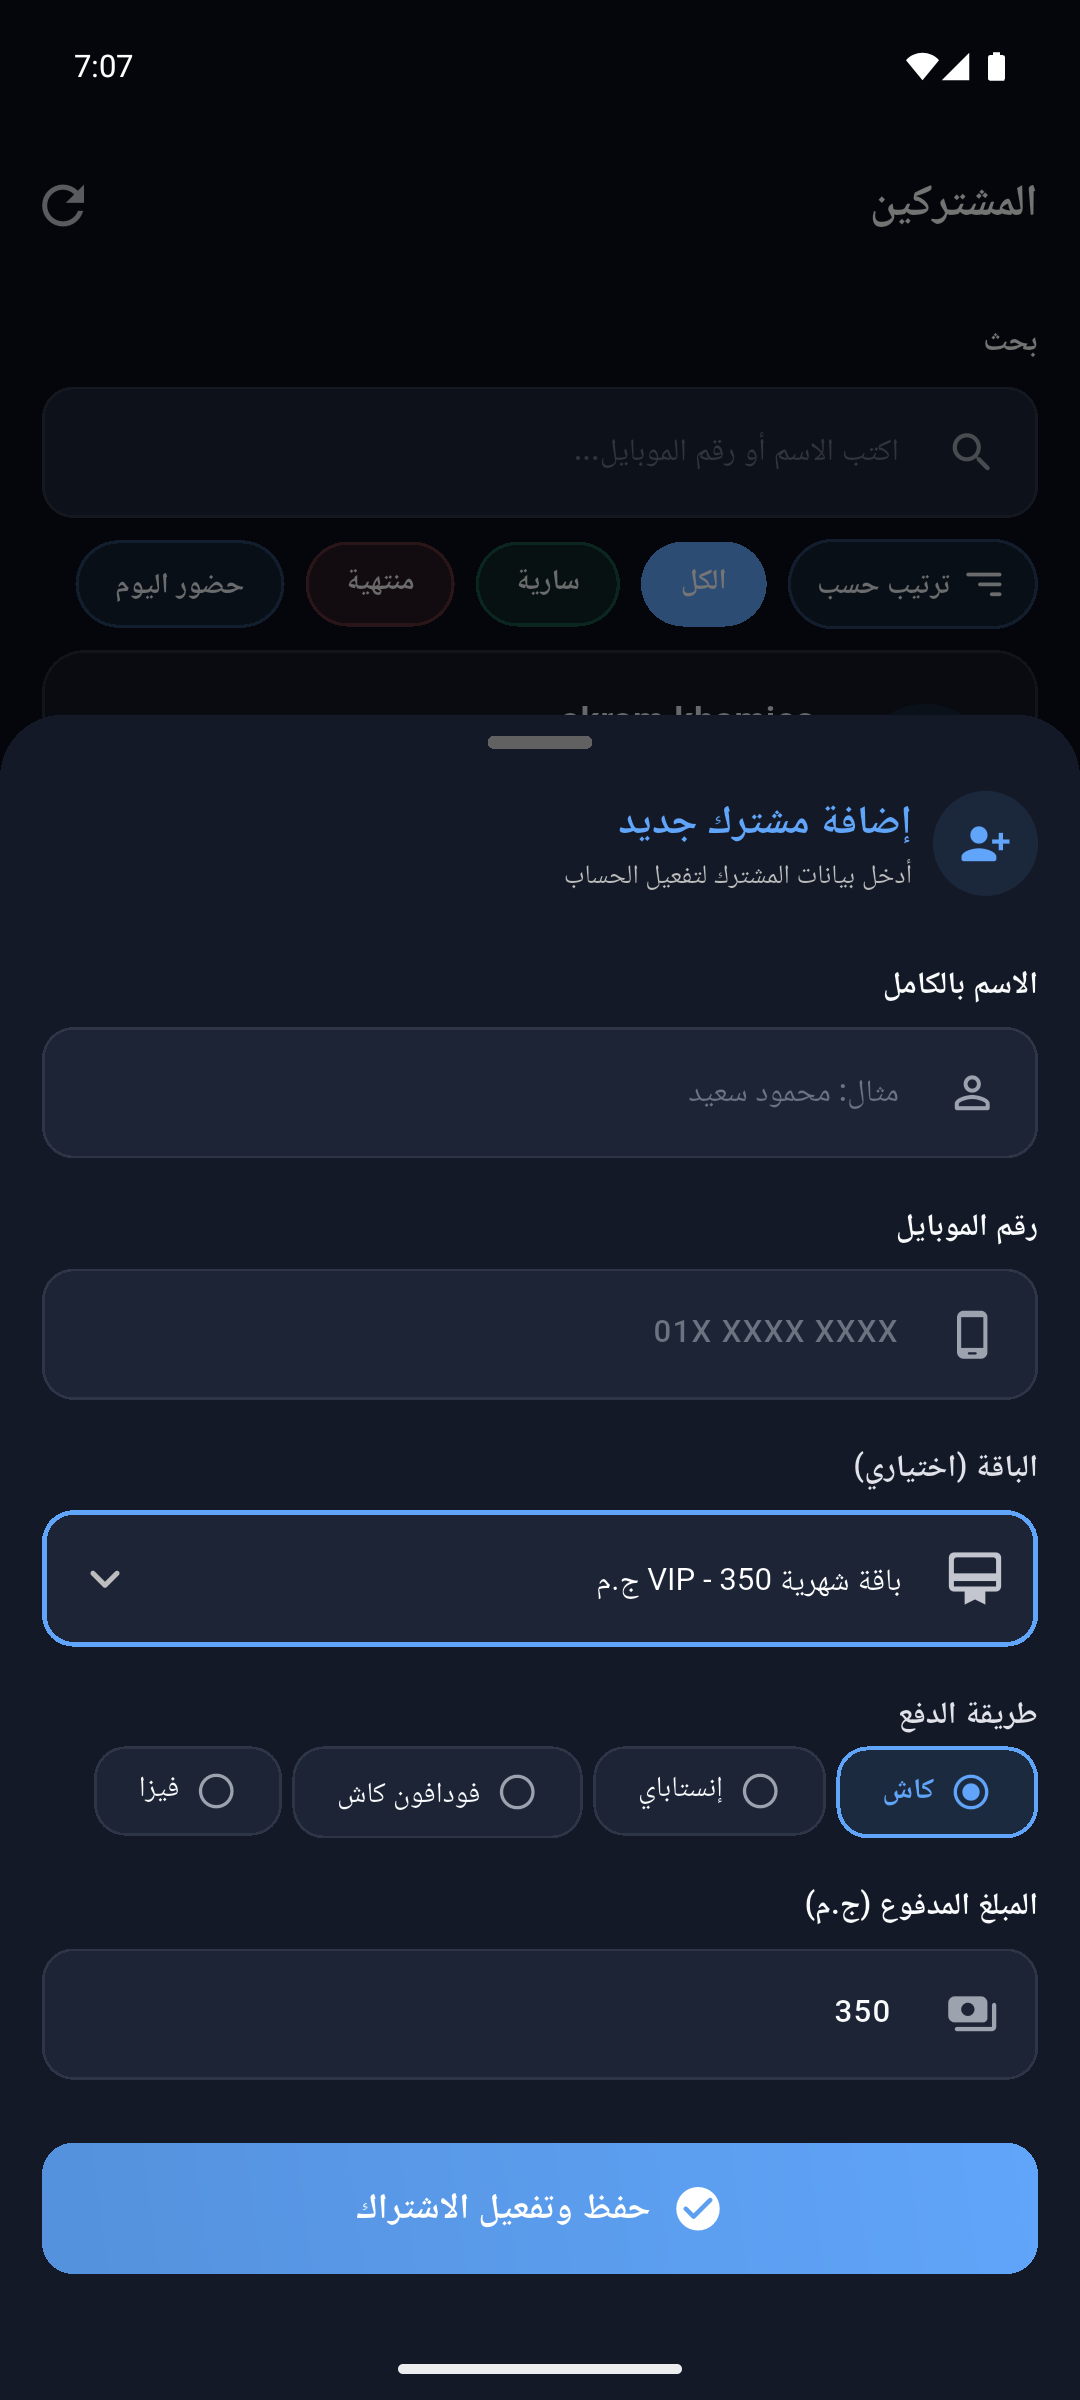 7:07
المشتركين
بحث
اكتب الاسم أو رقم الموبايل...
ترتيب حسب
الكل
سارية
منتهية
حضور اليوم
إضافة مشترك جديد
أدخل بيانات المشترك لتفعيل الحساب
الاسم بالكامل
مثال: محمود سعيد
رقم الموبايل
01X XXXX XXXX
الباقة (اختياري)
باقة شهرية VIP - 350 ج.م
طريقة الدفع
كاش
إنستاباي
فودافون كاش
فيزا
المبلغ المدفوع (ج.م)
350
حفظ وتفعيل الاشتراك